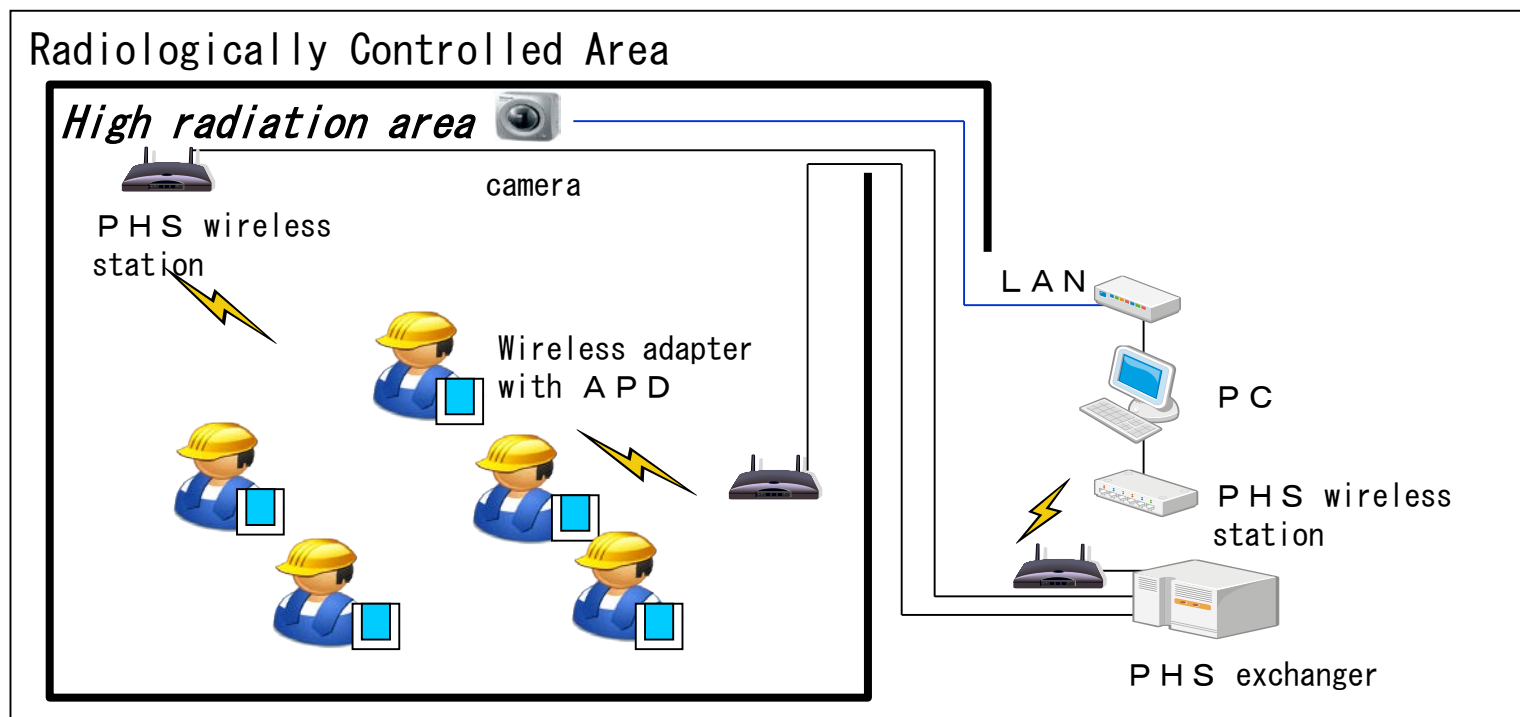 Radiologically Controlled Area
High radiation area
camera
ＰＨＳ wireless
station
Wireless adapter
with ＡＰＤ
ＬＡＮ
ＰＣ
ＰＨＳ wireless
station
ＰＨＳ exchanger